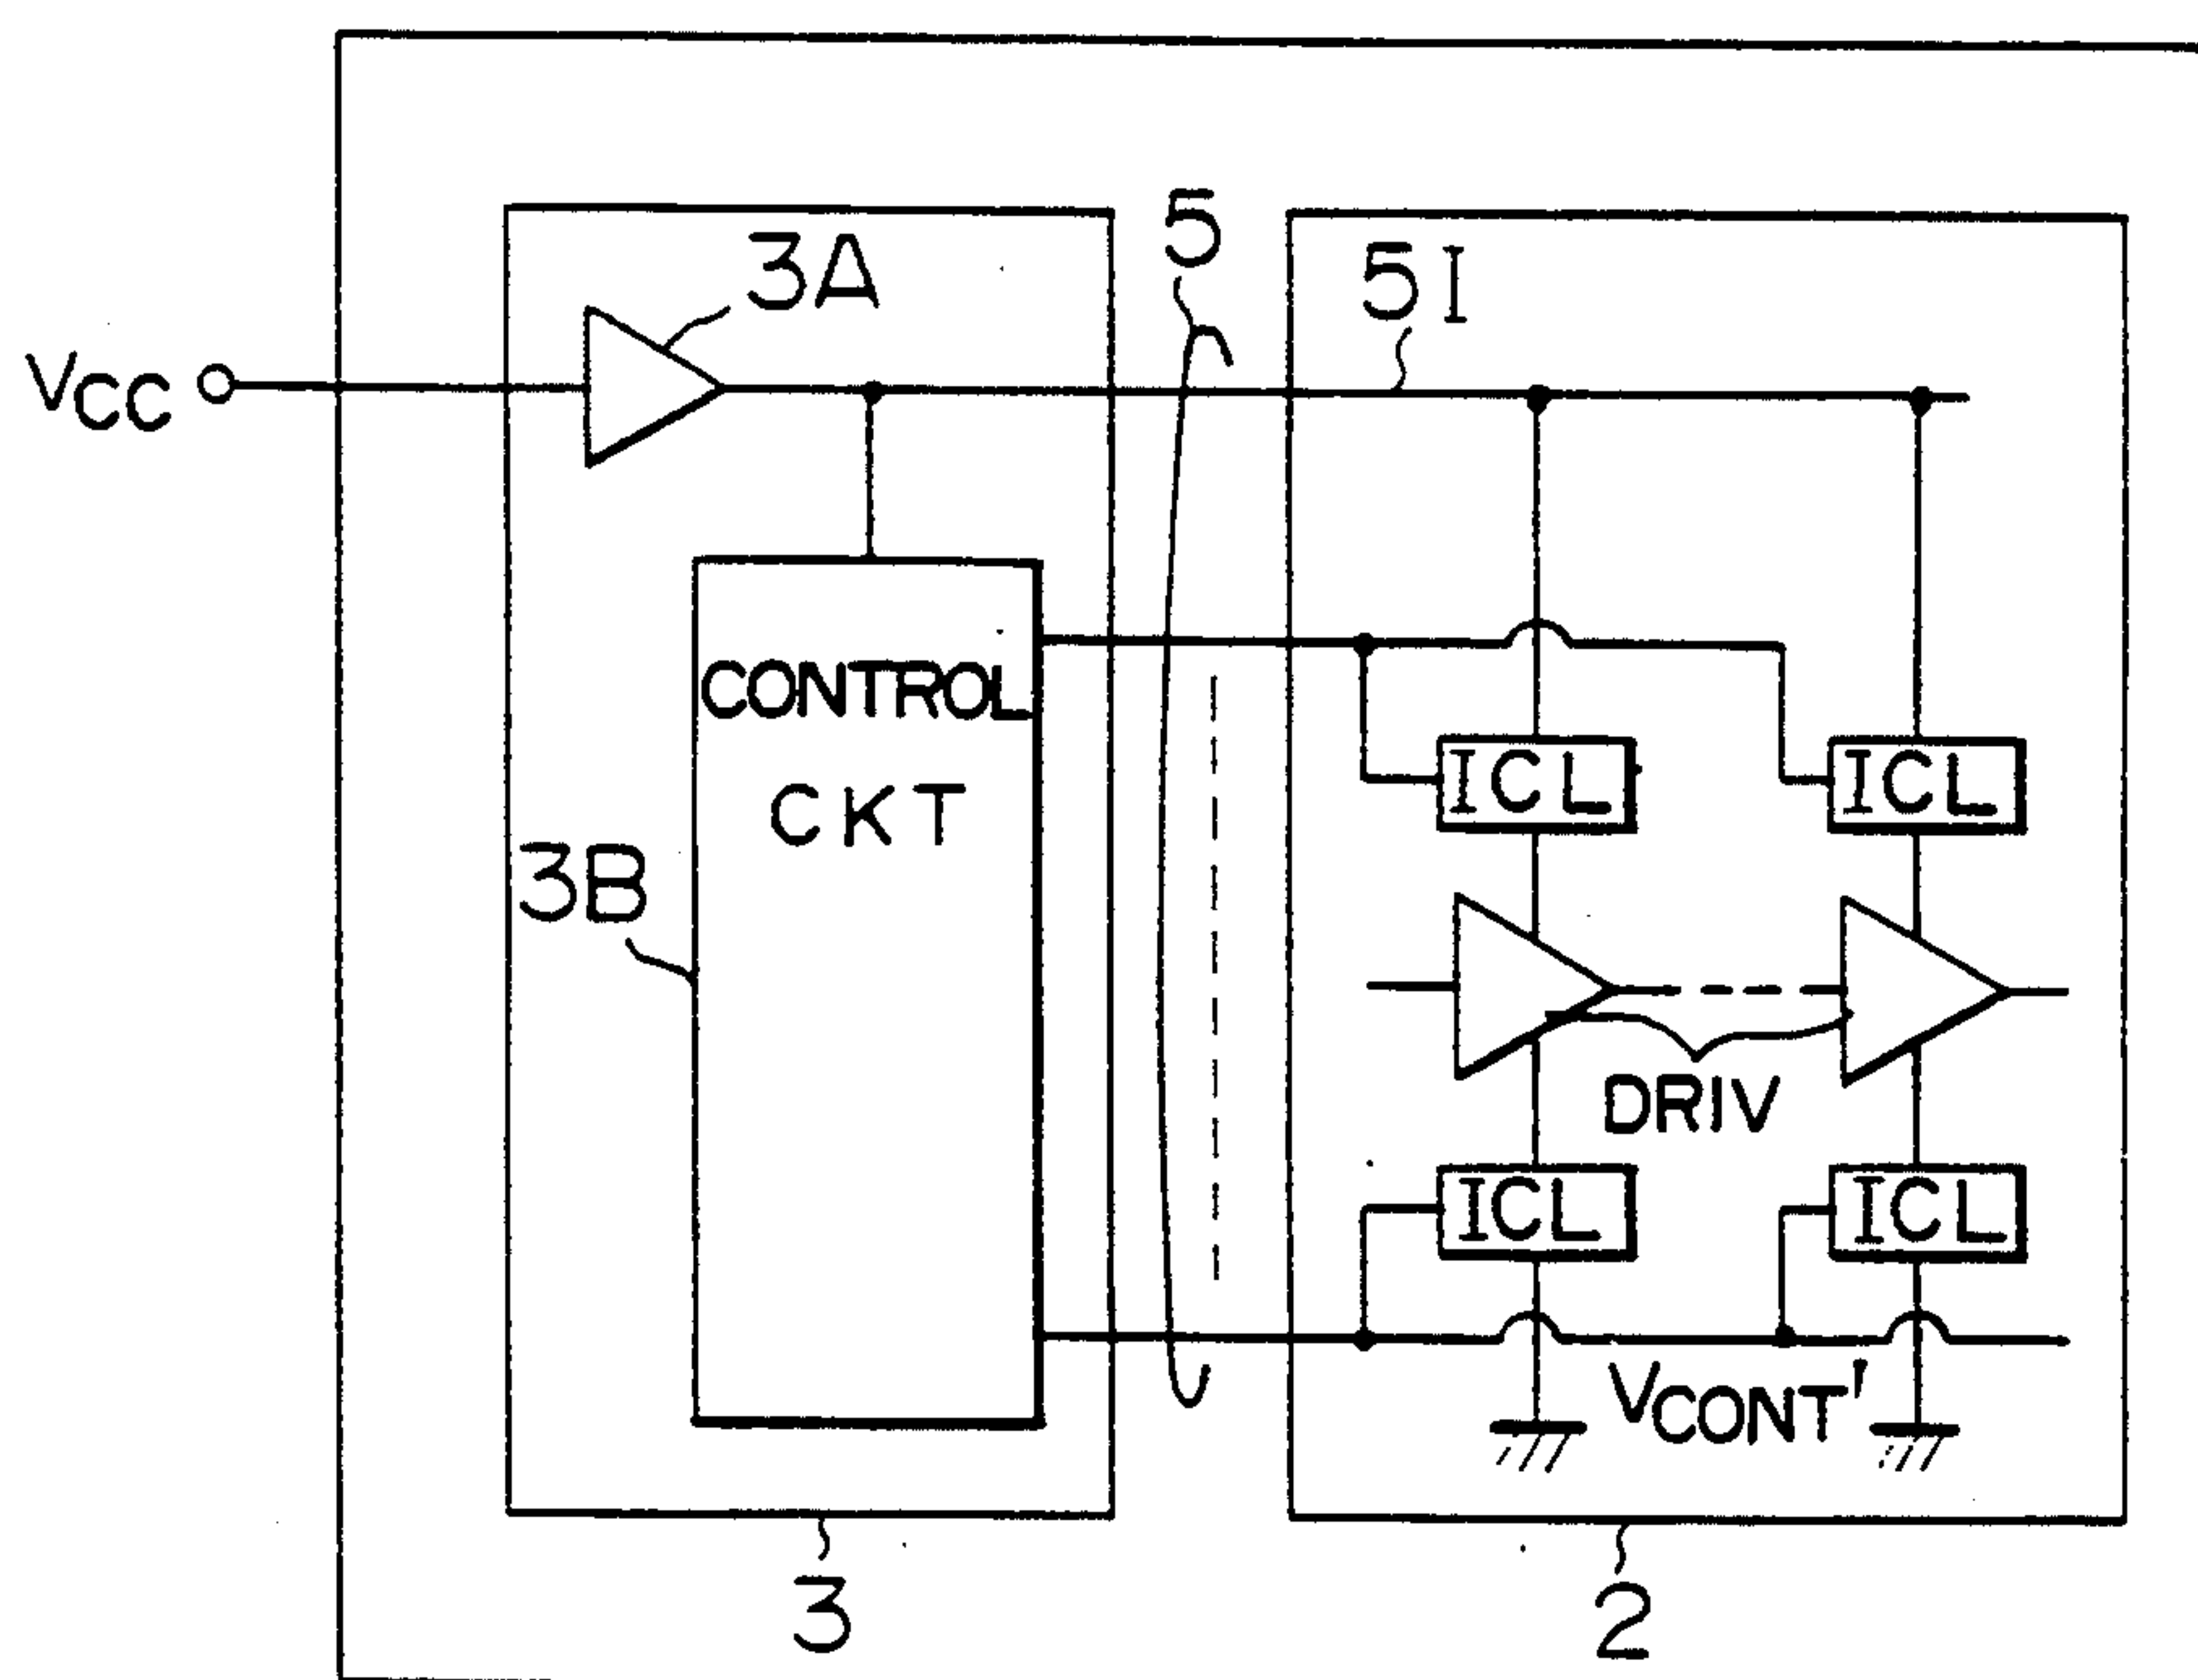 5
3A
5I
VCC
CONTROL
CKT
ICL ICL
3B
DRIV
ICL ICL
VCONT'
3
2